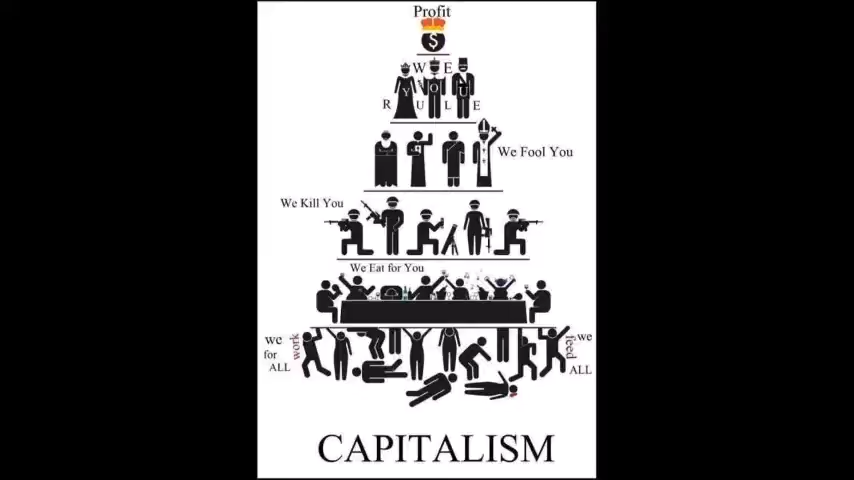 Profit
$
WE
YOU
RULE
We Fool You
We Kill You
We Eat for You
we work
for
ALL
we
feed
ALL
CAPITALISM